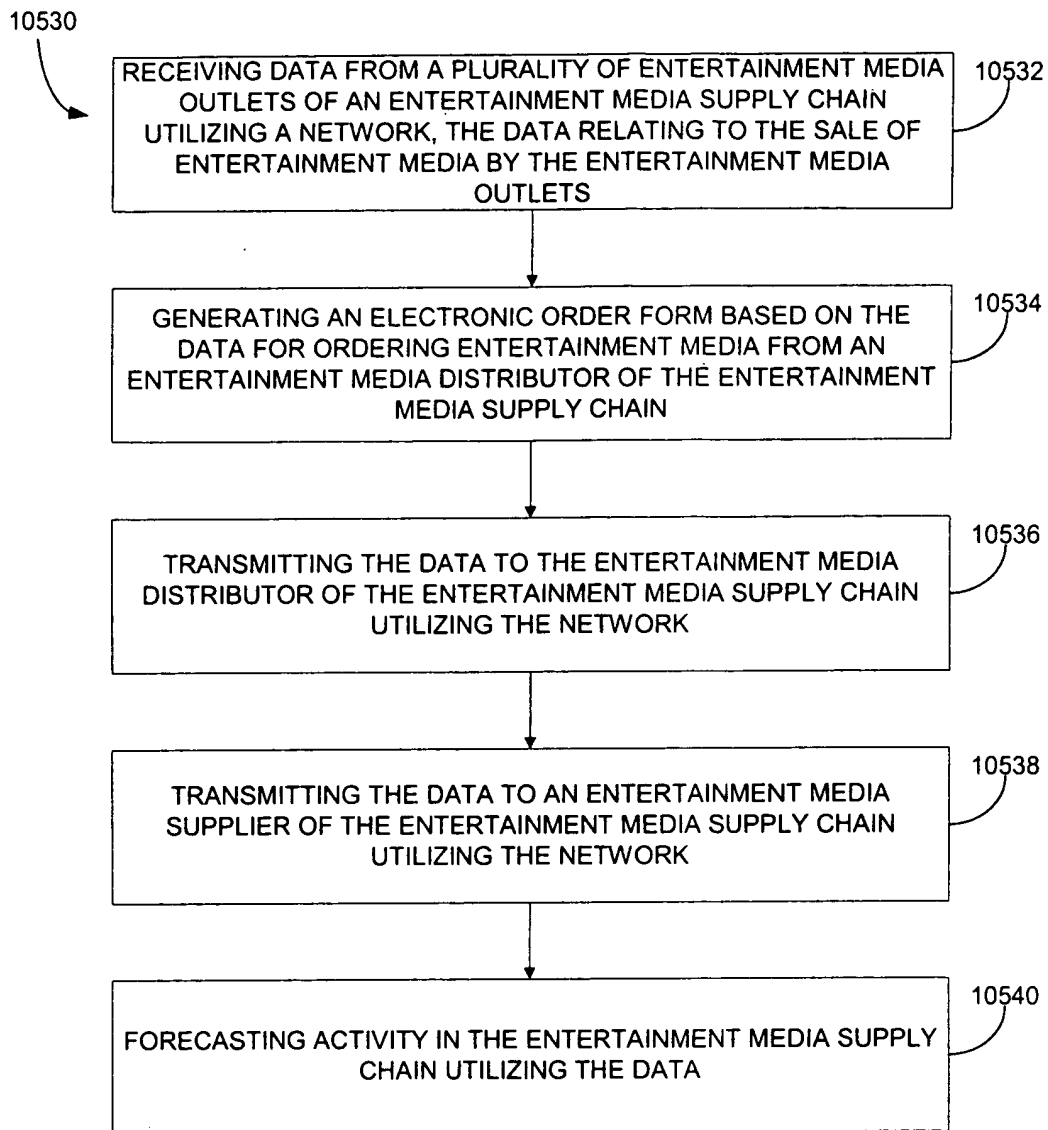 10530
RECEIVING DATA FROM A PLURALITY OF ENTERTAINMENT MEDIA
OUTLETS OF AN ENTERTAINMENT MEDIA SUPPLY CHAIN
UTILIZING A NETWORK, THE DATA RELATING TO THE SALE OF
ENTERTAINMENT MEDIA BY THE ENTERTAINMENT MEDIA
OUTLETS
10532
GENERATING AN ELECTRONIC ORDER FORM BASED ON THE
DATA FOR ORDERING ENTERTAINMENT MEDIA FROM AN
ENTERTAINMENT MEDIA DISTRIBUTOR OF THE ENTERTAINMENT
MEDIA SUPPLY CHAIN
10534
TRANSMITTING THE DATA TO THE ENTERTAINMENT MEDIA
DISTRIBUTOR OF THE ENTERTAINMENT MEDIA SUPPLY CHAIN
UTILIZING THE NETWORK
10536
TRANSMITTING THE DATA TO AN ENTERTAINMENT MEDIA
SUPPLIER OF THE ENTERTAINMENT MEDIA SUPPLY CHAIN
UTILIZING THE NETWORK
10538
FORECASTING ACTIVITY IN THE ENTERTAINMENT MEDIA SUPPLY
CHAIN UTILIZING THE DATA
10540